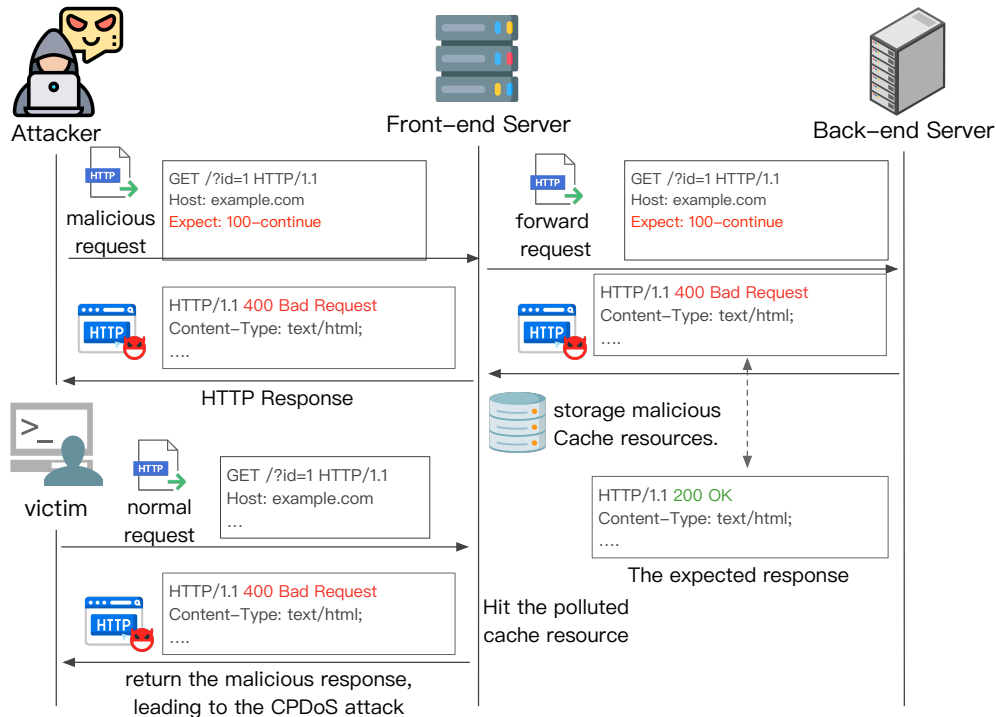 Attacker
Front-end Server
Back-end Server
HTTP
malicious
request
GET /?id=1 HTTP/1.1
Host: example.com
Expect: 100-continue
HTTP
forward
request
GET /?id=1 HTTP/1.1
Host: example.com
Expect: 100-continue
HTTP
HTTP/1.1 400 Bad Request
Content-Type: text/html;
....
HTTP
HTTP/1.1 400 Bad Request
Content-Type: text/html;
....
HTTP Response
storage malicious
Cache resources.
>_
victim
HTTP
normal
request
GET /?id=1 HTTP/1.1
Host: example.com
...
HTTP/1.1 200 OK
Content-Type: text/html;
....
The expected response
HTTP
HTTP/1.1 400 Bad Request
Content-Type: text/html;
....
Hit the polluted
cache resource
return the malicious response,
leading to the CPDoS attack